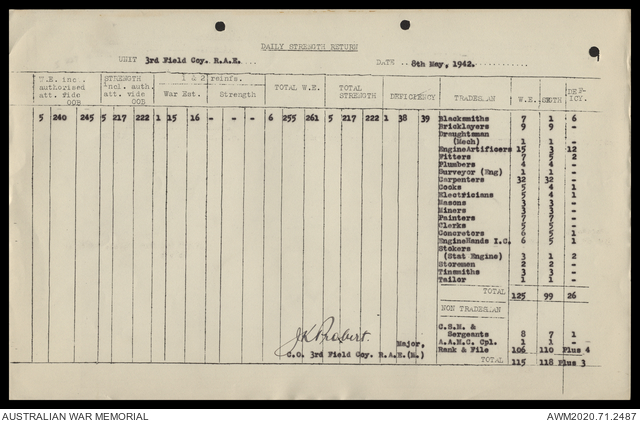 DAILY STRENGTH RETURN
UNIT 3rd Field Coy. R.A.E. DATE 8th May, 1942.
W.E. inc. authorised att. vide OOB STRENGTH incl. auth. att. vide OOB 1 & 2 reinfs. War Est. Strength TOTAL W.E. TOTAL STRENGTH DEFICIENCY TRADESMAN W.E. STGTH DEFICY.
5 240 245 5 217 222 1 15 16 - - - 6 255 261 5 217 222 1 38 39 Blacksmiths 7 1 6
Bricklayers 9 9 -
Draughtsman
(Mech) 1 1 -
EngineArtificers 15 3 12
Fitters 7 5 2
Plumbers 4 4 -
Surveyor (Eng) 1 1 -
Carpenters 32 32 -
Cooks 5 4 1
Electricians 5 4 1
Masons 3 3 -
Miners 3 3 -
Painters 7 7 -
Clerks 5 5 -
Concretors 6 5 1
EngineHands I.C. 6 5 1
Stokers
(Stat Engine) 3 1 2
Storemen 2 2 -
Tinsmiths 3 3 -
Tailor 1 1 -
TOTAL 125 99 26
NON TRADESMAN
C.S.M. &
Sergeants 8 7 1
A.A.M.C. Cpl. 1 1 -
Rank & File 106 110 Plus 4
TOTAL 115 118 Plus 3
Major,
C.O. 3rd Field Coy. R.A.E.(M.)
AUSTRALIAN WAR MEMORIAL AWM2020.71.2487